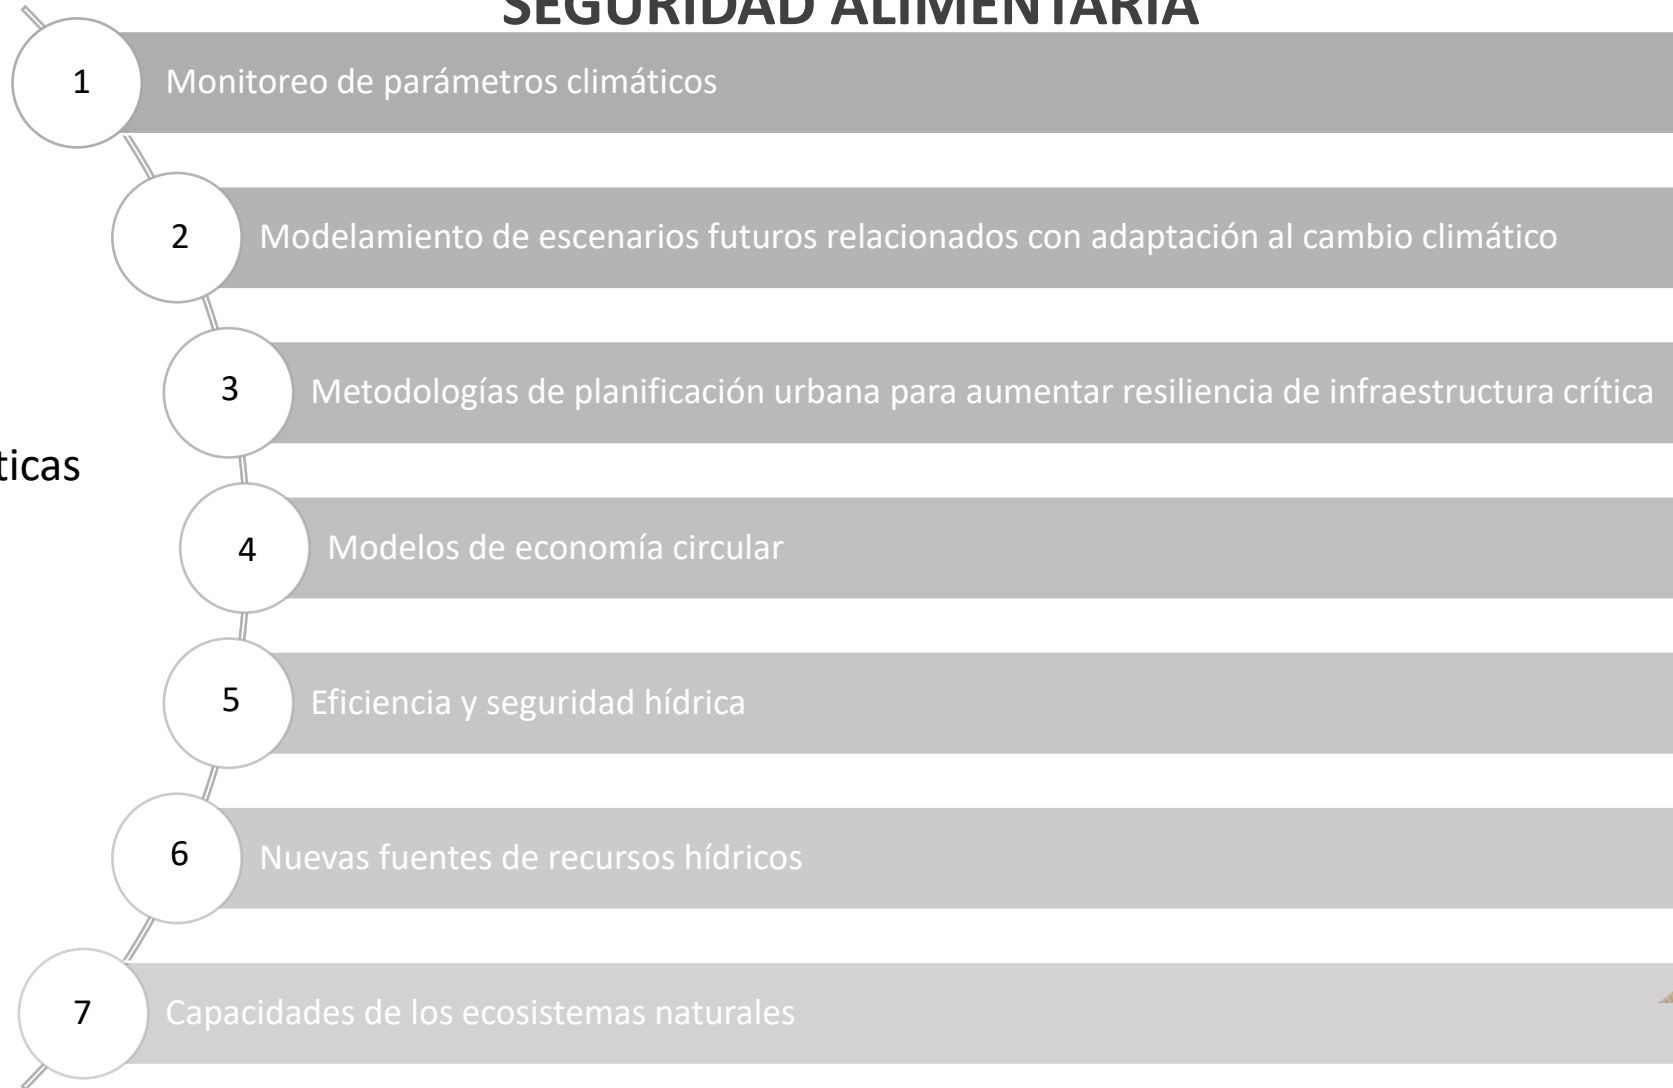 SEGURIDAD ALIMENTARIA
1 Monitoreo de parámetros climáticos
2 Modelamiento de escenarios futuros relacionados con adaptación al cambio climático
3 Metodologías de planificación urbana para aumentar resiliencia de infraestructura crítica
ticas
4 Modelos de economía circular
5 Eficiencia y seguridad hídrica
6 Nuevas fuentes de recursos hídricos
7 Capacidades de los ecosistemas naturales